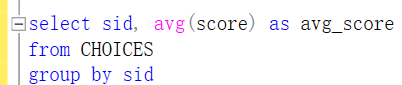 select sid, avg(score) as avg_score
from CHOICES
group by sid